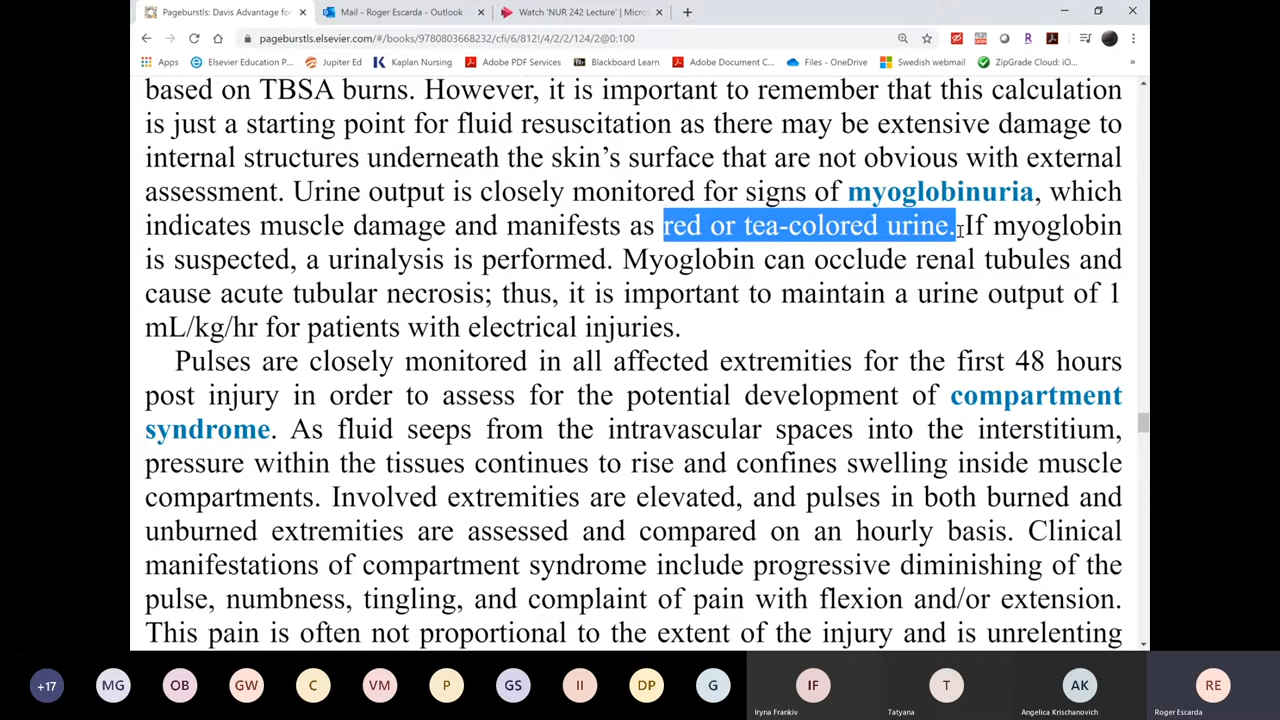 Pageburstls: Davis Advantage for
Mail - Roger Escarda - Outlook
Watch 'NUR 242 Lecture' | Micro
pageburstls.elsevier.com/#/books/9780803668232/cfi/6/812!/4/2/2/124/2@0:100
Apps
Elsevier Education P...
Jupiter Ed
Kaplan Nursing
Adobe PDF Services
Blackboard Learn
Adobe Document C...
Files - OneDrive
Swedish webmail
ZipGrade Cloud: iO...
»
based on TBSA burns. However, it is important to remember that this calculation
is just a starting point for fluid resuscitation as there may be extensive damage to
internal structures underneath the skin’s surface that are not obvious with external
assessment. Urine output is closely monitored for signs of myoglobinuria, which
indicates muscle damage and manifests as red or tea-colored urine. If myoglobin
is suspected, a urinalysis is performed. Myoglobin can occlude renal tubules and
cause acute tubular necrosis; thus, it is important to maintain a urine output of 1
mL/kg/hr for patients with electrical injuries.
Pulses are closely monitored in all affected extremities for the first 48 hours
post injury in order to assess for the potential development of compartment
syndrome. As fluid seeps from the intravascular spaces into the interstitium,
pressure within the tissues continues to rise and confines swelling inside muscle
compartments. Involved extremities are elevated, and pulses in both burned and
unburned extremities are assessed and compared on an hourly basis. Clinical
manifestations of compartment syndrome include progressive diminishing of the
pulse, numbness, tingling, and complaint of pain with flexion and/or extension.
This pain is often not proportional to the extent of the injury and is unrelenting
+17
MG
OB
GW
C
VM
P
GS
II
DP
G
IF
T
AK
RE
Iryna Frankiv
Tatyana
Angelica Krischanovich
Roger Escarda